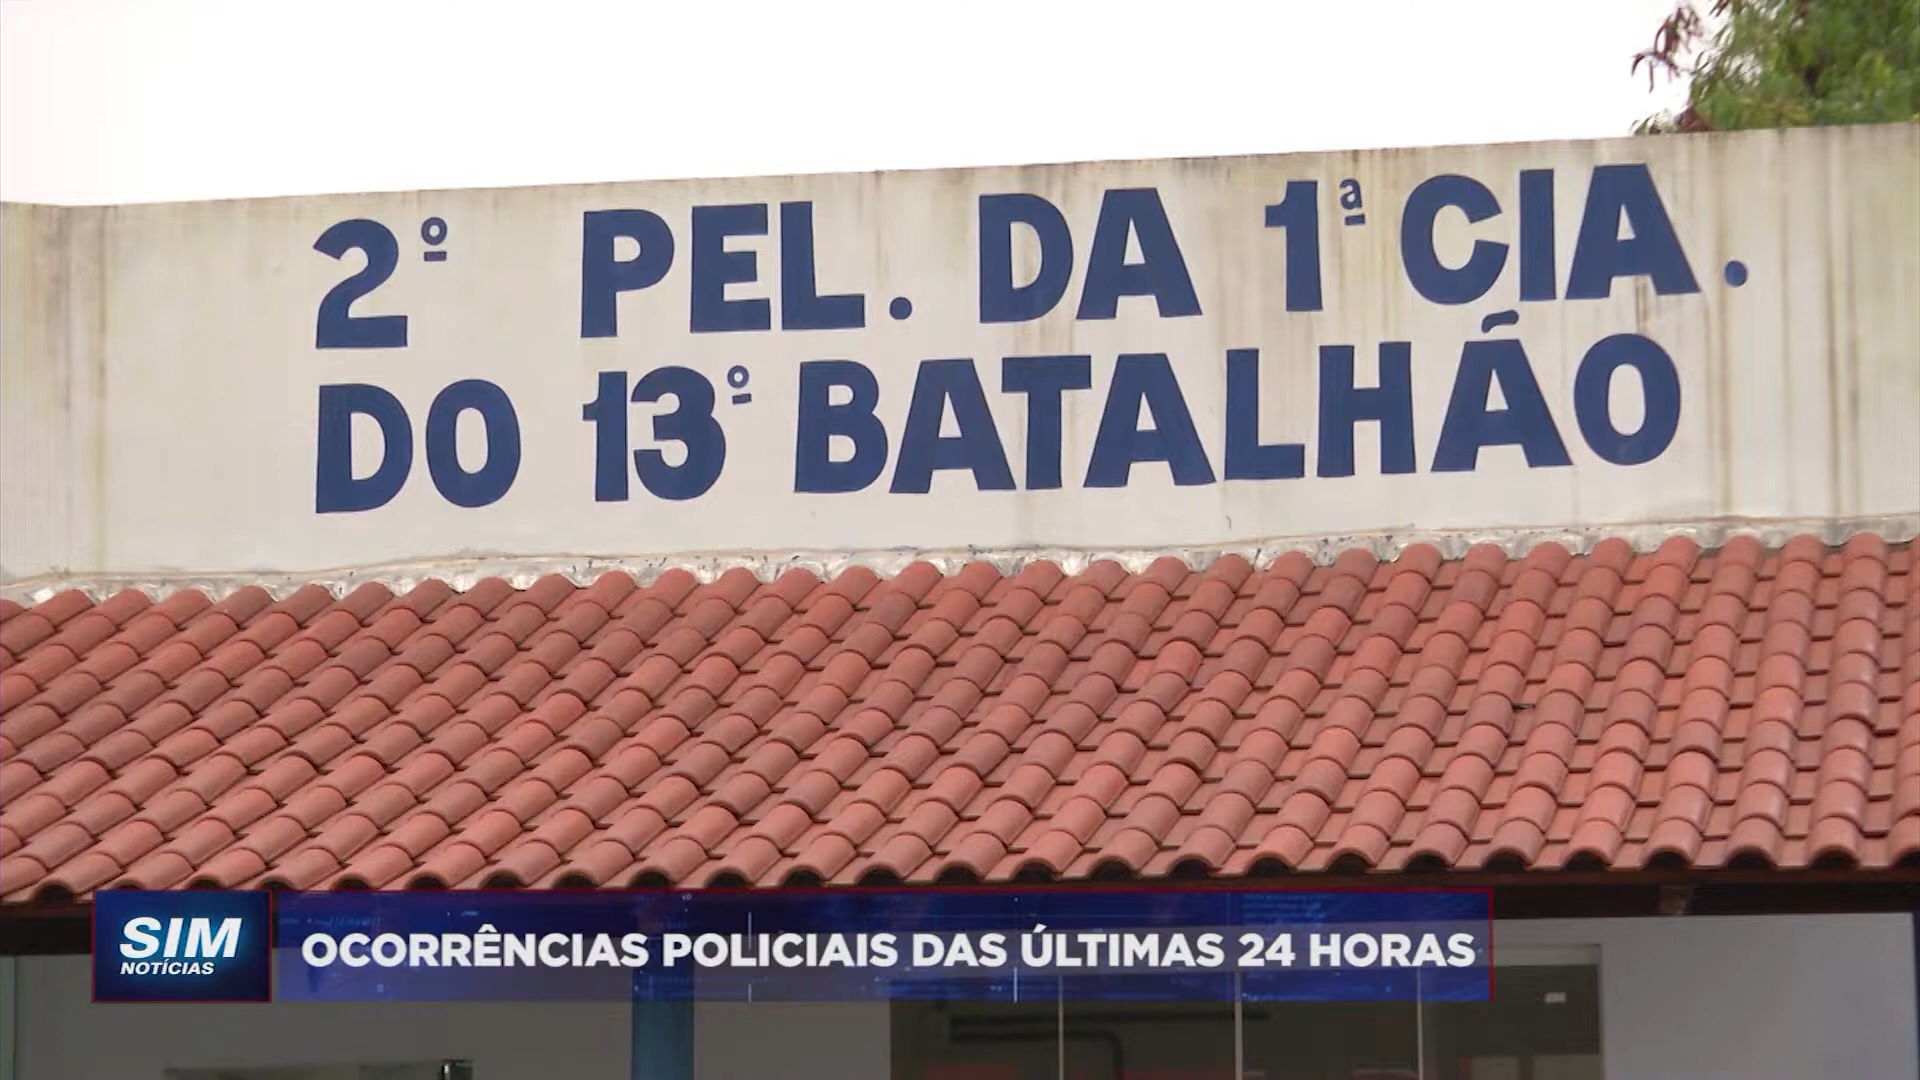 2º PEL. DA 1ª CIA.
DO 13º BATALHÃO
SIM
NOTÍCIAS
OCORRÊNCIAS POLICIAIS DAS ÚLTIMAS 24 HORAS